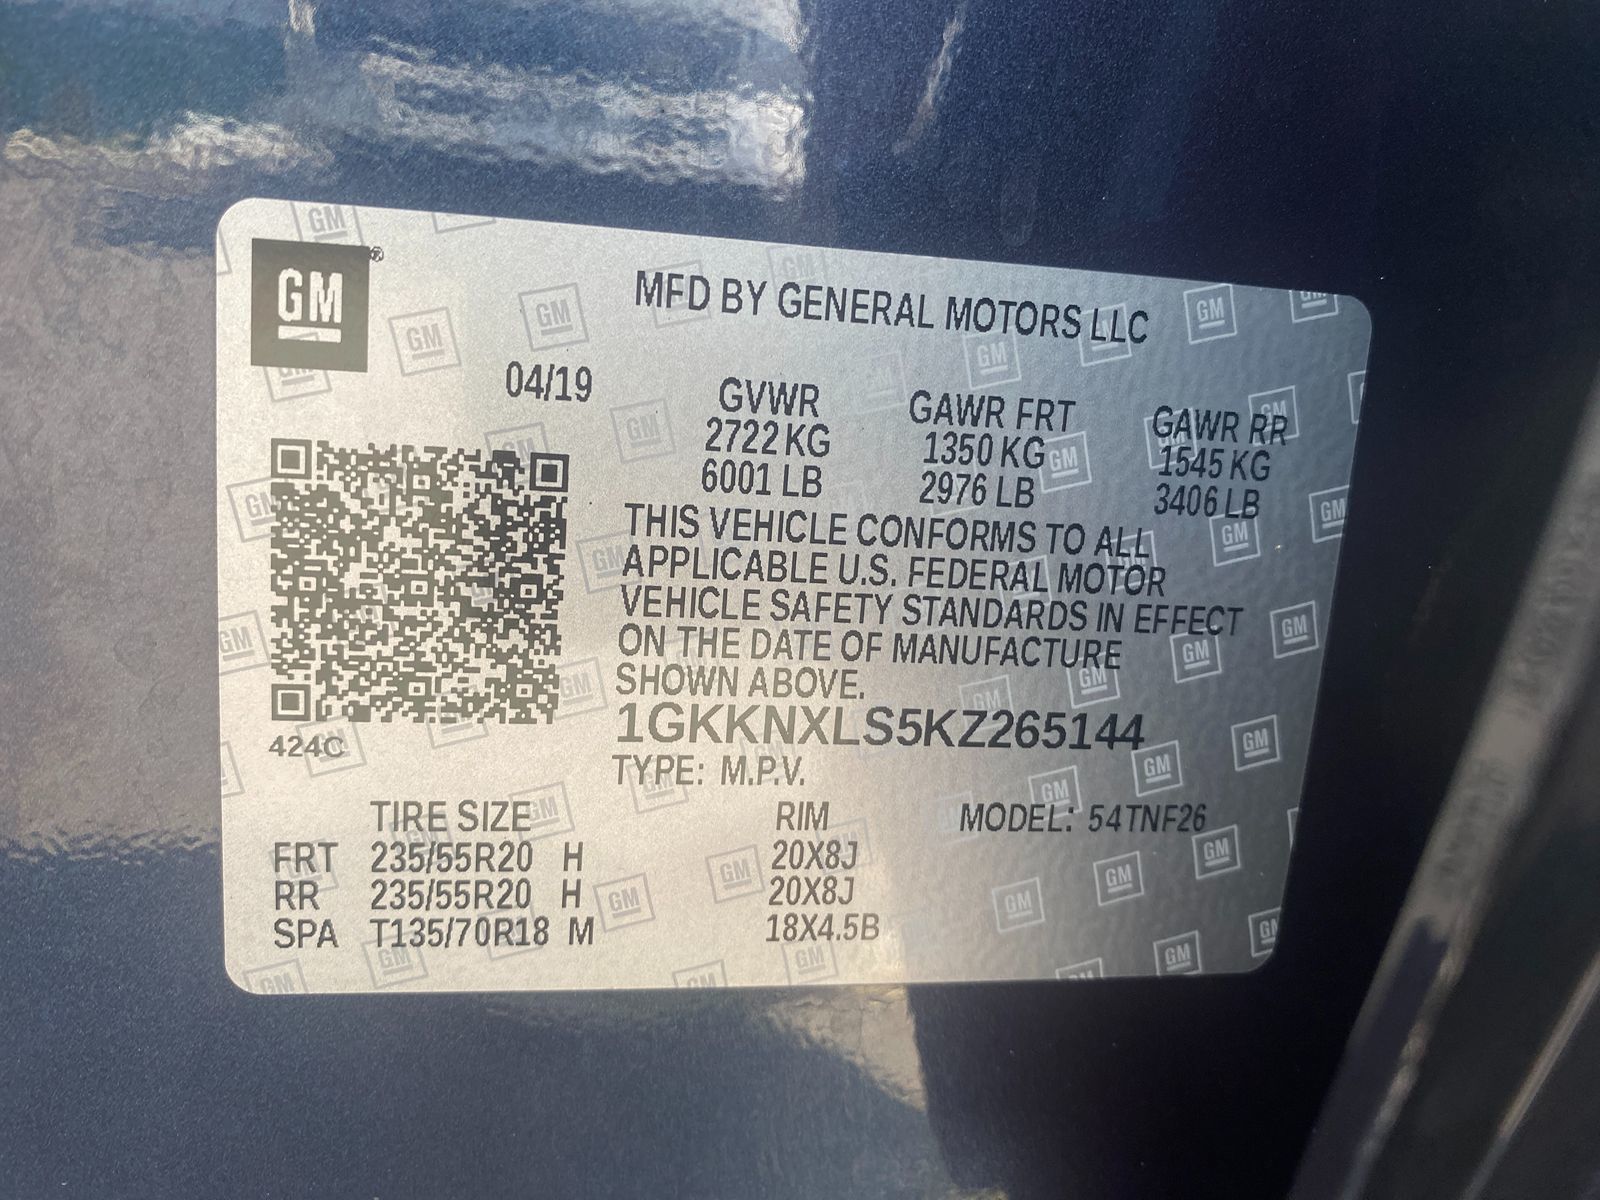 GM®
MFD BY GENERAL MOTORS LLC
04/19
GVWR GAWR FRT GAWR RR
2722 KG 1350 KG 1545 KG
6001 LB 2976 LB 3406 LB
THIS VEHICLE CONFORMS TO ALL
APPLICABLE U.S. FEDERAL MOTOR
VEHICLE SAFETY STANDARDS IN EFFECT
ON THE DATE OF MANUFACTURE
SHOWN ABOVE.
1GKKNXLS5KZ265144
424C
TYPE: M.P.V.
TIRE SIZE RIM MODEL: 54TNF26
FRT 235/55R20 H 20X8J
RR 235/55R20 H 20X8J
SPA T135/70R18 M 18X4.5B